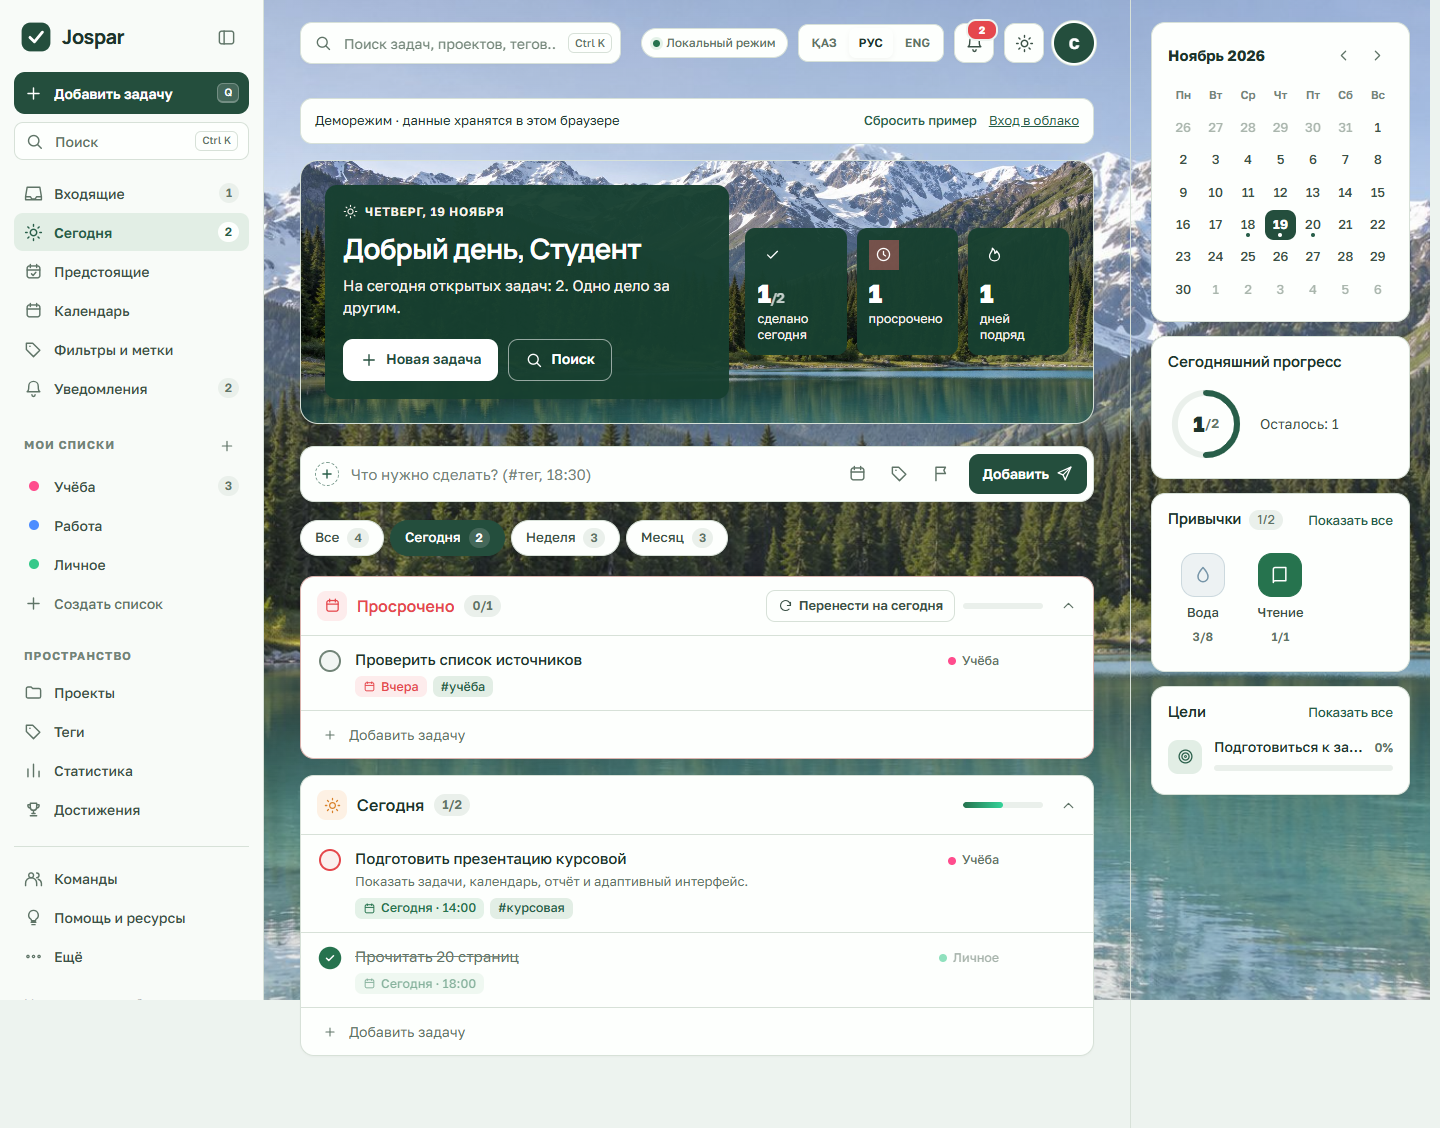 Jospar
Добавить задачу Q
Поиск Ctrl K
Входящие 1
Сегодня 2
Предстоящие
Календарь
Фильтры и метки
Уведомления 2
МОИ СПИСКИ
Учёба 3
Работа
Личное
Создать список
ПРОСТРАНСТВО
Проекты
Теги
Статистика
Достижения
Команды
Помощь и ресурсы
Ещё
Поиск задач, проектов, тегов.. Ctrl K
Локальный режим
ҚАЗ РУС ENG
2
С
Деморежим · данные хранятся в этом браузере
Сбросить пример Вход в облако
ЧЕТВЕРГ, 19 НОЯБРЯ
Добрый день, Студент
На сегодня открытых задач: 2. Одно дело за
другим.
Новая задача Поиск
1/2
сделано
сегодня
1
просрочено
1
дней
подряд
Что нужно сделать? (#тег, 18:30) Добавить
Все 4 Сегодня 2 Неделя 3 Месяц 3
Просрочено 0/1 Перенести на сегодня
Проверить список источников Учёба
Вчера #учёба
Добавить задачу
Сегодня 1/2
Подготовить презентацию курсовой Учёба
Показать задачи, календарь, отчёт и адаптивный интерфейс.
Сегодня · 14:00 #курсовая
Прочитать 20 страниц Личное
Сегодня · 18:00
Добавить задачу
Ноябрь 2026
Пн Вт Ср Чт Пт Сб Вс
26 27 28 29 30 31 1
2 3 4 5 6 7 8
9 10 11 12 13 14 15
16 17 18 19 20 21 22
23 24 25 26 27 28 29
30 1 2 3 4 5 6
Сегодняшний прогресс
1/2 Осталось: 1
Привычки 1/2 Показать все
Вода Чтение
3/8 1/1
Цели Показать все
Подготовиться к за... 0%